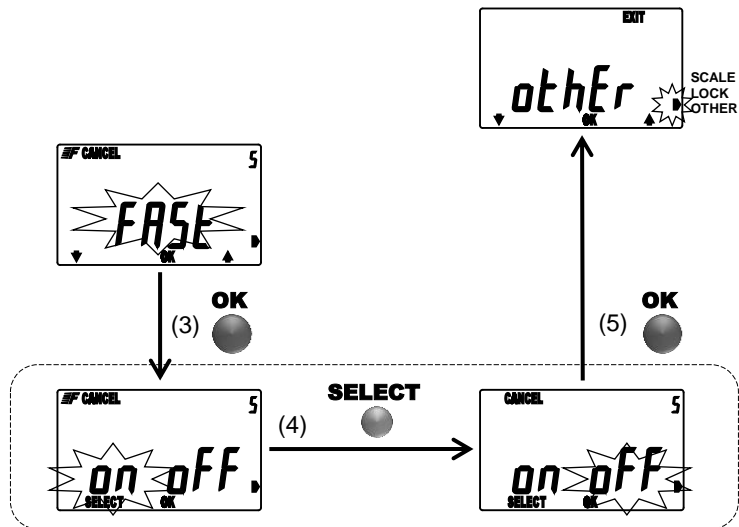 EXIT
othEr
OK
SCALE
LOCK
OTHER
F CANCEL 5
FASt
OK
(3) OK
F CANCEL 5
on oFF
SELECT OK
(4) SELECT
CANCEL 5
on oFF
SELECT OK
(5) OK